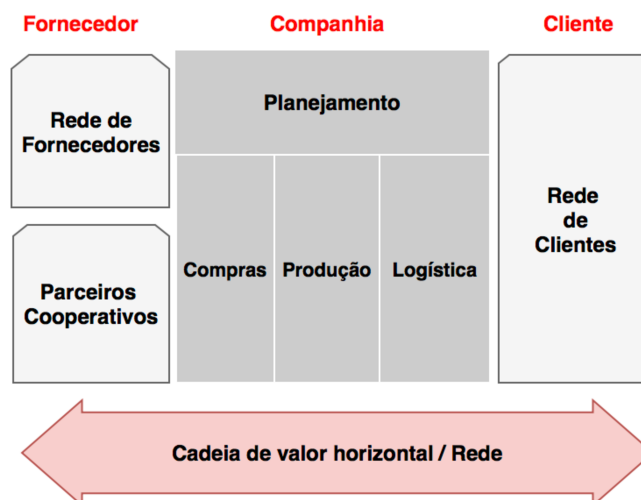 Fornecedor
Companhia
Cliente
Rede de
Fornecedores
Planejamento
Rede
de
Clientes
Parceiros
Cooperativos
Compras
Produção
Logística
Cadeia de valor horizontal / Rede